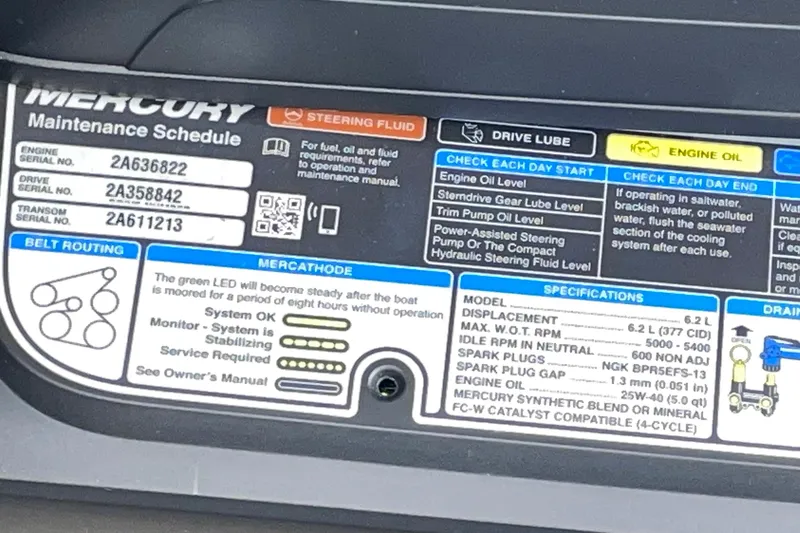 MERCURY
Maintenance Schedule
ENGINE
SERIAL NO. 2A636822
DRIVE
SERIAL NO. 2A358842
TRANSOM
SERIAL NO. 2A611213
STEERING FLUID
For fuel, oil and fluid
requirements, refer
to operation and
maintenance manual.
DRIVE LUBE
ENGINE OIL
CHECK EACH DAY START
Engine Oil Level
Sterndrive Gear Lube Level
Trim Pump Oil Level
Power-Assisted Steering
Pump Or The Compact
Hydraulic Steering Fluid Level
CHECK EACH DAY END
If operating in saltwater,
brackish water, or polluted
water, flush the seawater
section of the cooling
system after each use.
BELT ROUTING
MERCATHODE
The green LED will become steady after the boat
is moored for a period of eight hours without operation
System OK
Monitor - System is
Stabilizing
Service Required
See Owner's Manual
SPECIFICATIONS
MODEL 6.2 L
DISPLACEMENT 6.2 L (377 CID)
MAX. W.O.T. RPM 5000 - 5400
IDLE RPM IN NEUTRAL 600 NON ADJ
SPARK PLUGS NGK BPR5EFS-13
SPARK PLUG GAP 1.3 mm (0.051 in)
ENGINE OIL 25W-40 (5.0 qt)
MERCURY SYNTHETIC BLEND OR MINERAL
FC-W CATALYST COMPATIBLE (4-CYCLE)
DRAIN
OPEN